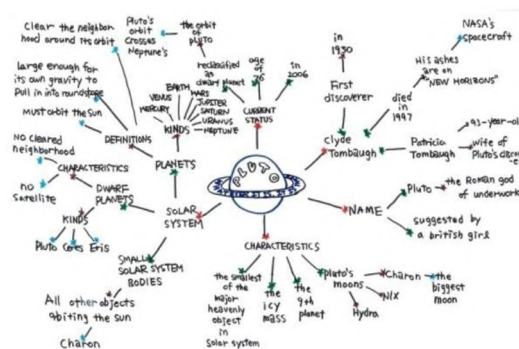 clear the neighbor
hood around its orbit
Pluto's
orbit
crosses
Neptune's
the orbit
of
PLUTO
reclassified
as
dwarf planet
age
of
76
in
2006
CURRENT
STATUS
large enough for
its own gravity to
Pull in into roundshape
must orbit the Sun
DEFINITIONS
MERCURY
VENUS
EARTH
MARS
JUPITER
SATURN
URANUS
NEPTUNE
KINDS
PLANETS
NO cleared
neighborhood
CHARACTERISTICS
no
satellite
DWARF
PLANETS
KINDS
Pluto Ceres Eris
SOLAR
SYSTEM
SMALL
SOLAR SYSTEM
BODIES
All other objects
orbiting the sun
Charon
PLUTO
in
1930
First
discoverer
Clyde
Tombaugh
died
in
1997
His ashes
are on
"NEW HORIZONS"
NASA's
spacecraft
Patricia
Tombaugh
93-year-ol
wife of
Pluto's disco
NAME
Pluto
the Roman god
of underwor
suggested by
a british girl
CHARACTERISTICS
the smallest
of the
major
heavenly
object
in
Solar system
the
icy
mass
the
9th
planet
Pluto's
moons
Charon
the
biggest
moon
Nix
Hydra